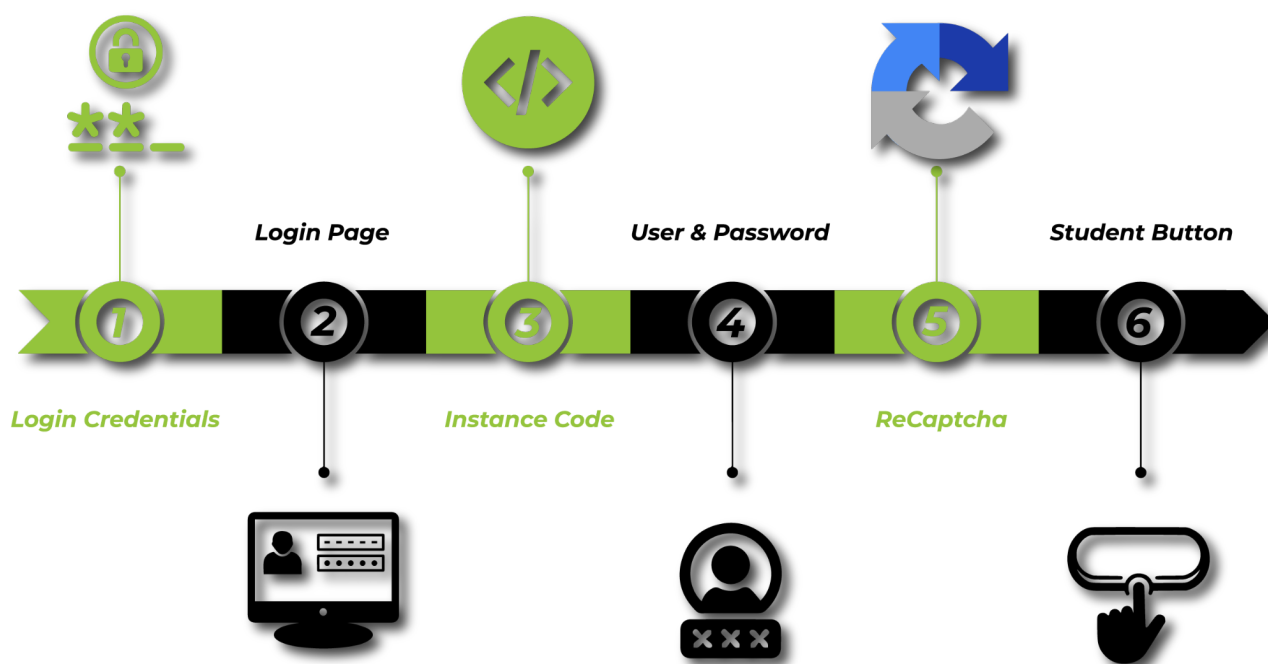 Login Page
User & Password
Student Button
1
2
3
4
5
6
Login Credentials
Instance Code
ReCaptcha